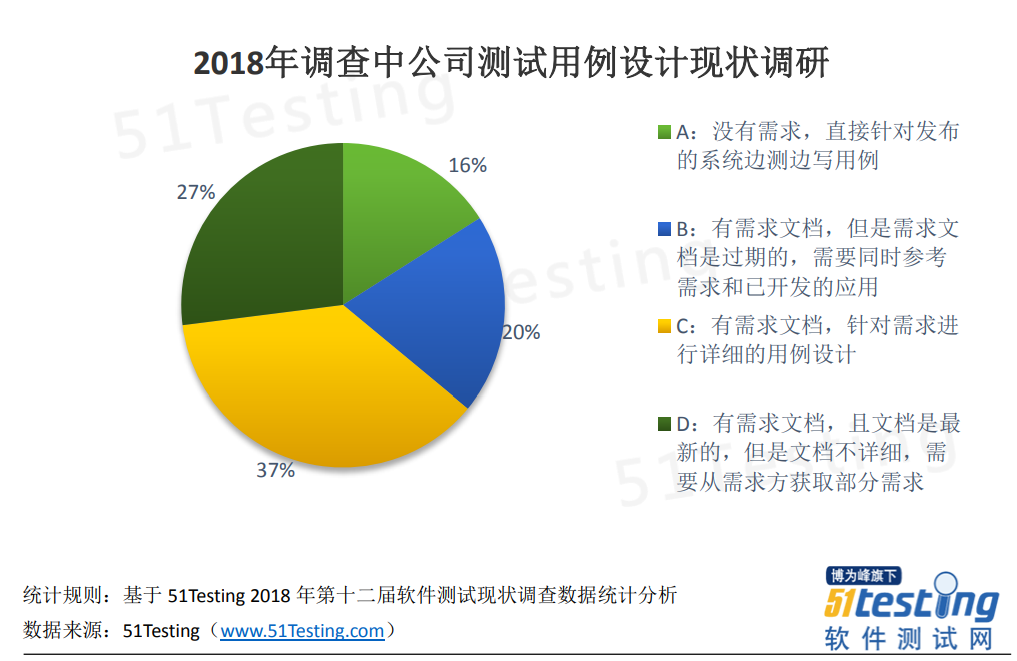 2018年调查中公司测试用例设计现状调研
51Testing
16%
27%
20%
37%
A：没有需求，直接针对发布
的系统边测边写用例
B：有需求文档，但是需求文
档是过期的，需要同时参考
需求和已开发的应用
C：有需求文档，针对需求进
行详细的用例设计
D：有需求文档，且文档是最
新的，但是文档不详细，需
要从需求方获取部分需求
esting
51Testing
统计规则：基于 51Testing 2018 年第十二届软件测试现状调查数据统计分析
数据来源：51Testing（www.51Testing.com）
博为峰旗下
51testing
软件测试网